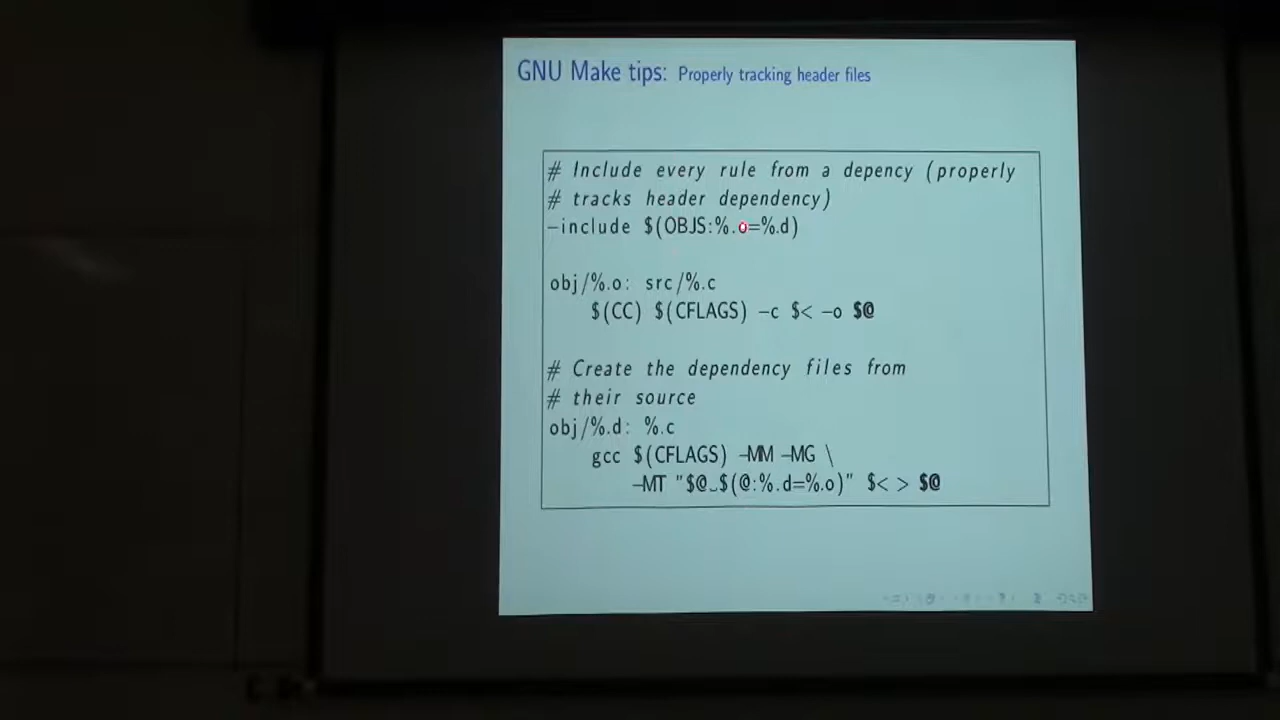 GNU Make tips: Properly tracking header files
# Include every rule from a depency (properly
# tracks header dependency)
-include $(OBJS:%.o=%.d)
obj/%.o: src/%.c
$(CC) $(CFLAGS) -c $< -o $@
# Create the dependency files from
# their source
obj/%.d: %.c
gcc $(CFLAGS) -MM -MG \
-MT "$@␣$(@:%.d=%.o)" $< > $@